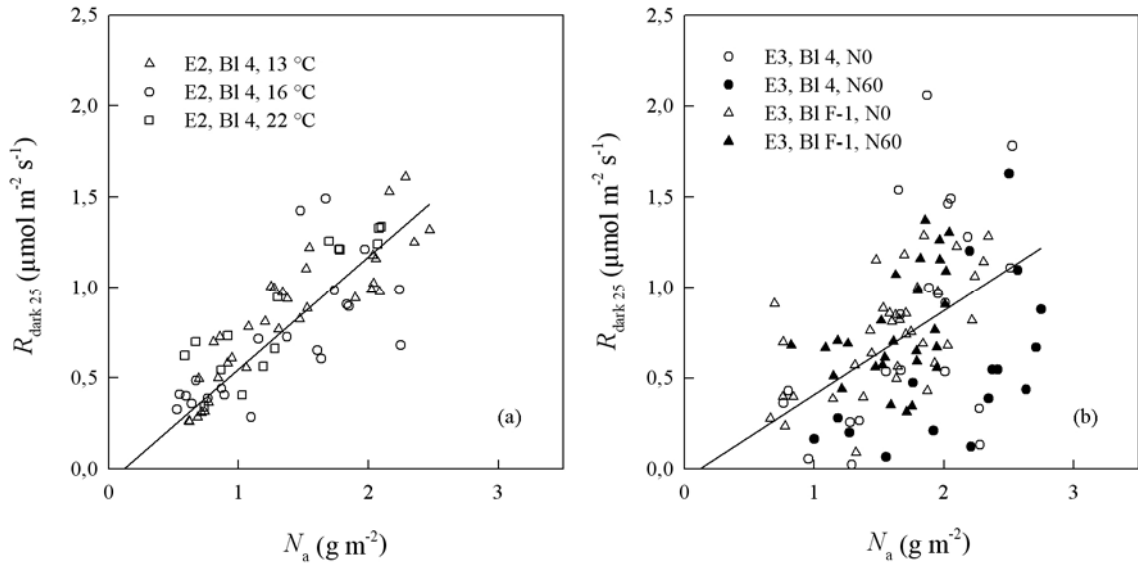 2,5
2,0
1,5
1,0
0,5
0,0
R dark 25 (µmol m-2 s-1)
E2, Bl 4, 13 °C
E2, Bl 4, 16 °C
E2, Bl 4, 22 °C
(a)
0 1 2 3
Na (g m-2)
2,5
2,0
1,5
1,0
0,5
0,0
R dark 25 (µmol m-2 s-1)
E3, Bl 4, N0
E3, Bl 4, N60
E3, Bl F-1, N0
E3, Bl F-1, N60
(b)
0 1 2 3
Na (g m-2)